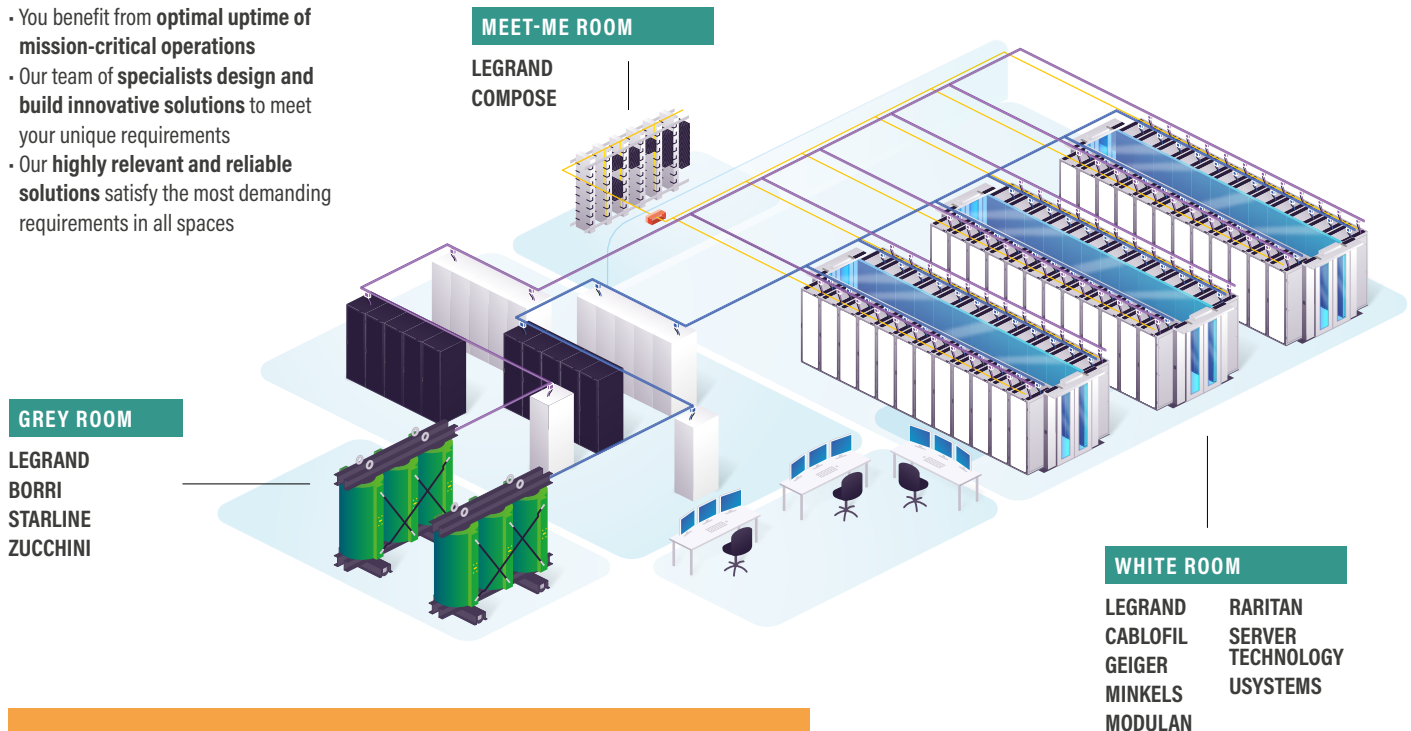 • You benefit from optimal uptime of
mission-critical operations
• Our team of specialists design and
build innovative solutions to meet
your unique requirements
• Our highly relevant and reliable
solutions satisfy the most demanding
requirements in all spaces
MEET-ME ROOM
LEGRAND
COMPOSE
GREY ROOM
LEGRAND
BORRI
STARLINE
ZUCCHINI
WHITE ROOM
LEGRAND
CABLOFIL
GEIGER
MINKELS
MODULAN
RARITAN
SERVER
TECHNOLOGY
USYSTEMS